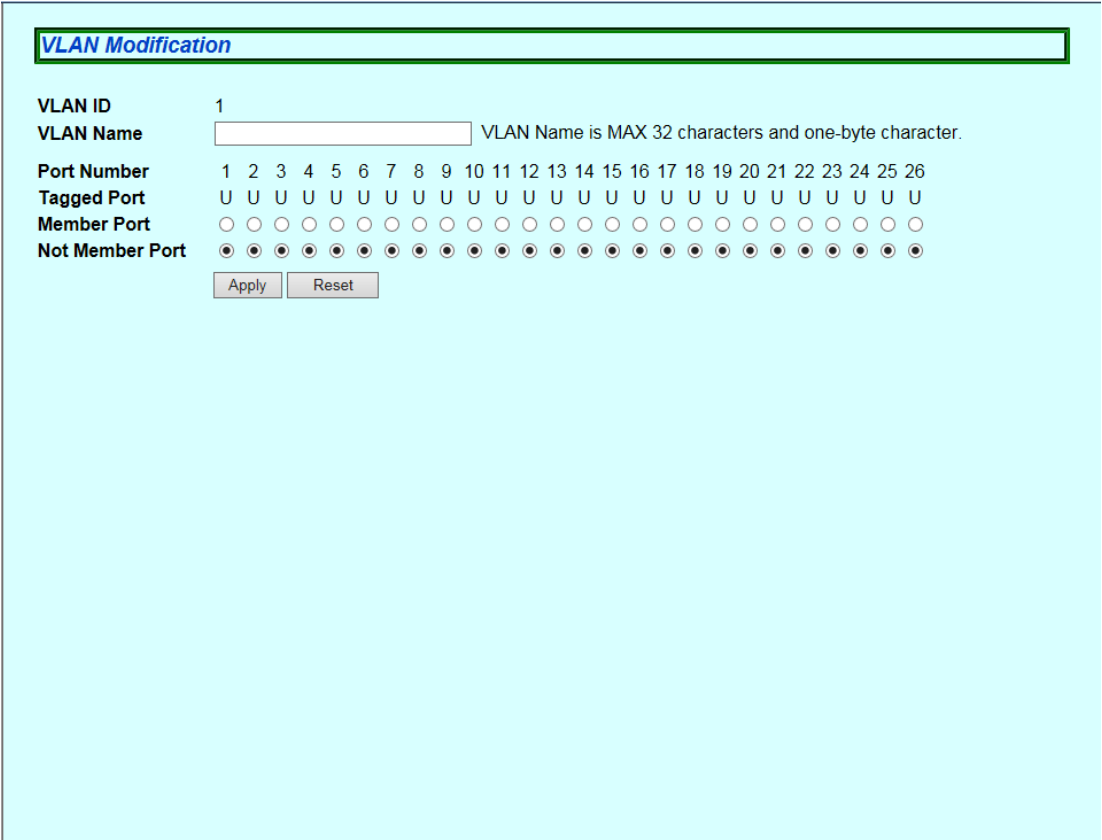 VLAN Modification
VLAN ID 1
VLAN Name VLAN Name is MAX 32 characters and one-byte character.
Port Number 1 2 3 4 5 6 7 8 9 10 11 12 13 14 15 16 17 18 19 20 21 22 23 24 25 26
Tagged Port U U U U U U U U U U U U U U U U U U U U U U U U U U
Member Port
Not Member Port
Apply Reset